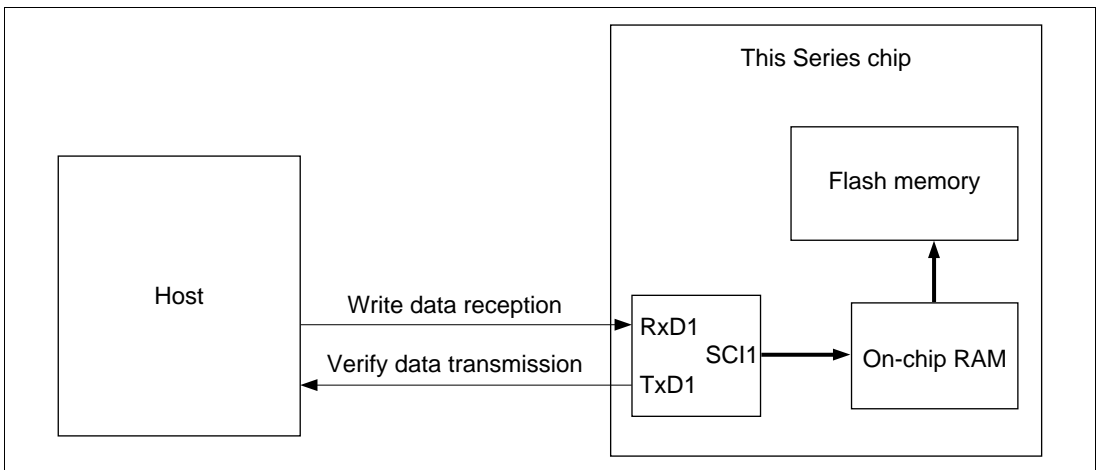 This Series chip
Flash memory
Host
Write data reception
RxD1
SCI1
On-chip RAM
Verify data transmission
TxD1